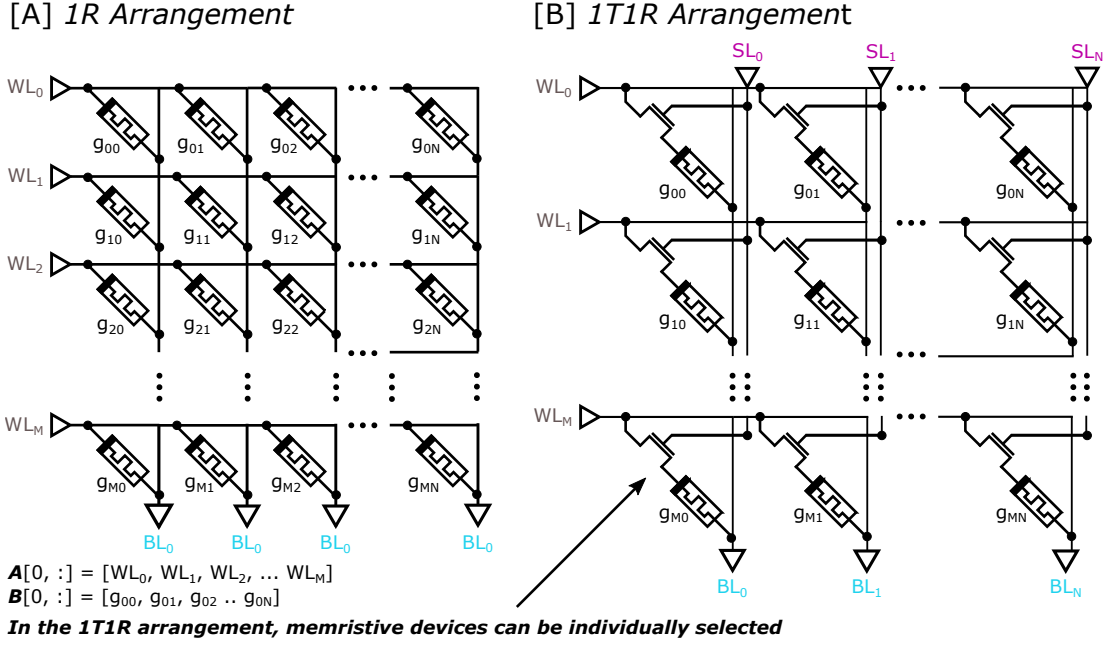 [A] 1R Arrangement
[B] 1T1R Arrangement
SL0 SL1 SLN
WL0
g00 g01 g02 g0N
WL1
g10 g11 g12 g1N
WL2
g20 g21 g22 g2N
WLM
gM0 gM1 gM2 gMN
BL0 BL0 BL0 BL0
WL0
g00 g01 g0N
WL1
g10 g11 g1N
WLM
gM0 gM1 gMN
BL0 BL1 BLN
A[0, :] = [WL0, WL1, WL2, ... WLM]
B[0, :] = [g00, g01, g02 .. g0N]
In the 1T1R arrangement, memristive devices can be individually selected